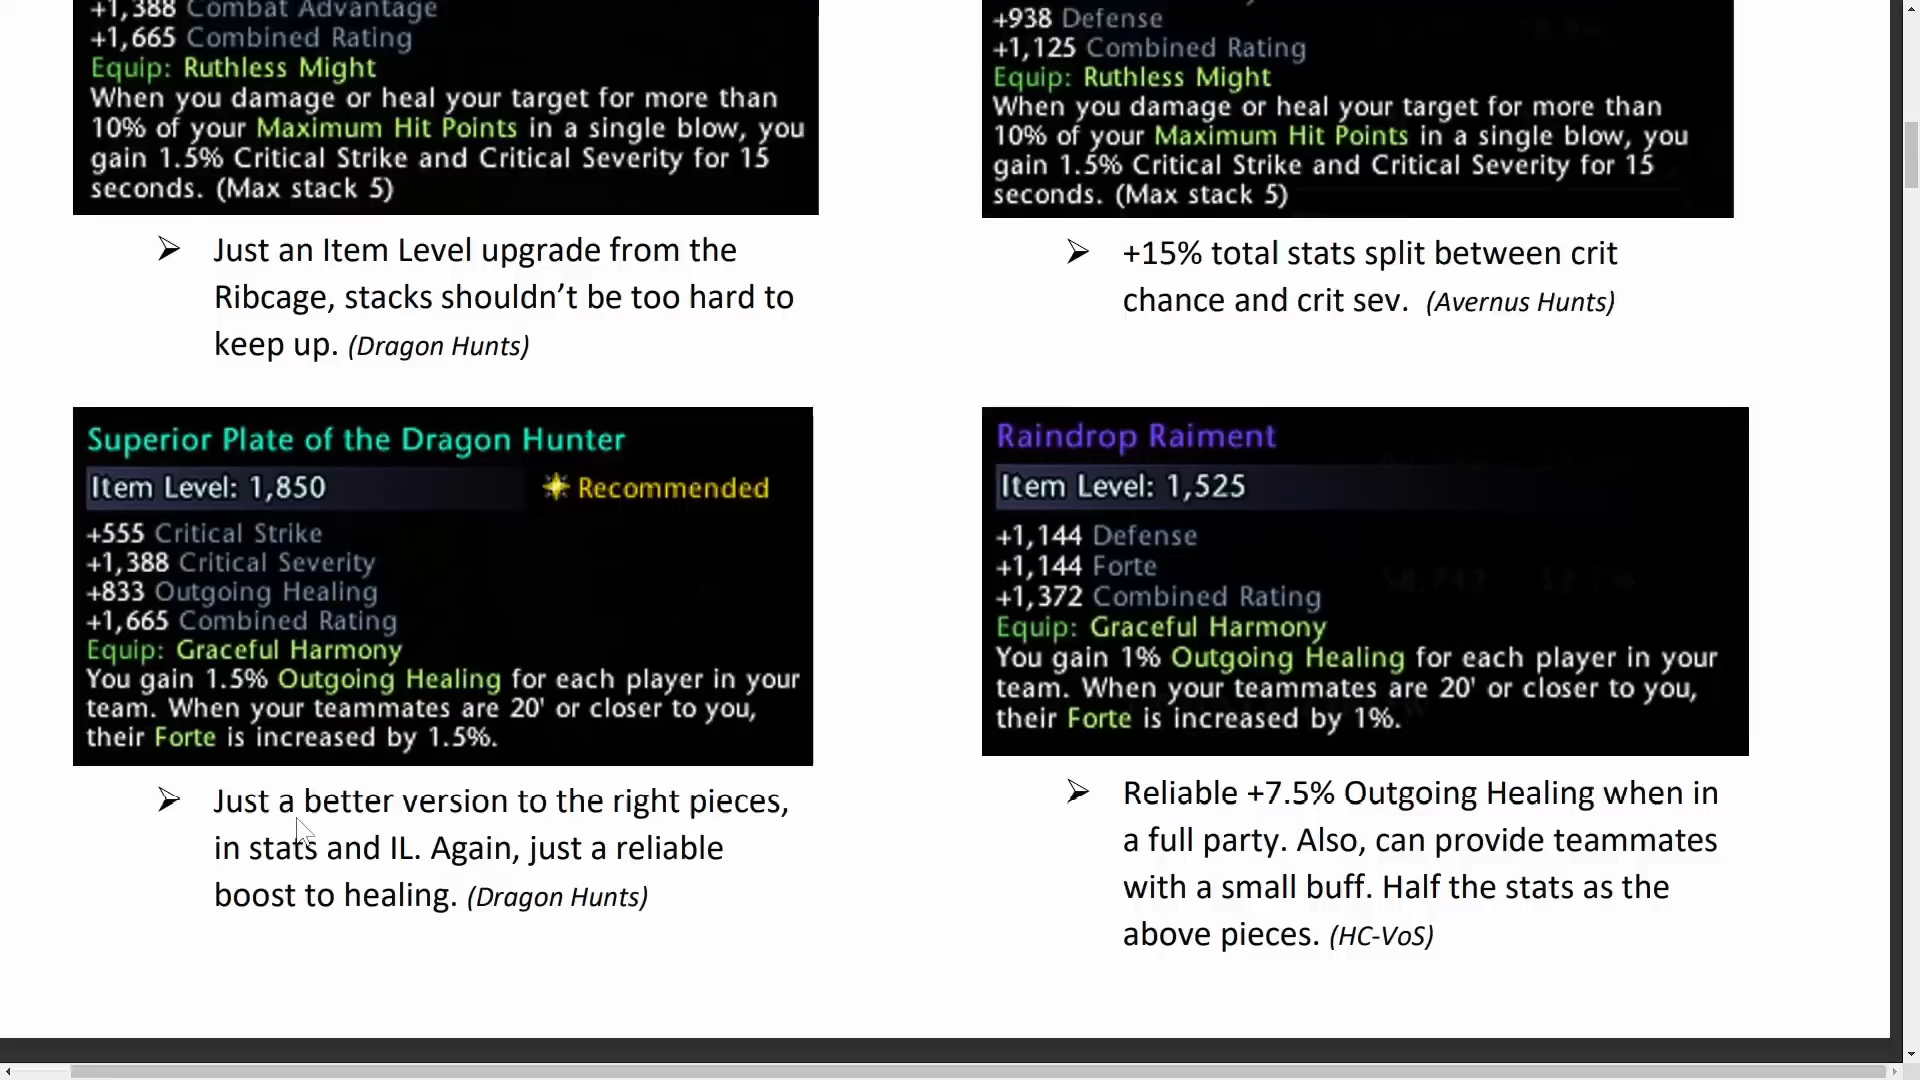 +1,388 Combat Advantage
+1,665 Combined Rating
Equip: Ruthless Might
When you damage or heal your target for more than
10% of your Maximum Hit Points in a single blow, you
gain 1.5% Critical Strike and Critical Severity for 15
seconds. (Max stack 5)
➢ Just an Item Level upgrade from the
Ribcage, stacks shouldn’t be too hard to
keep up. (Dragon Hunts)
+938 Defense
+1,125 Combined Rating
Equip: Ruthless Might
When you damage or heal your target for more than
10% of your Maximum Hit Points in a single blow, you
gain 1.5% Critical Strike and Critical Severity for 15
seconds. (Max stack 5)
➢ +15% total stats split between crit
chance and crit sev. (Avernus Hunts)
Superior Plate of the Dragon Hunter
Item Level: 1,850 Recommended
+555 Critical Strike
+1,388 Critical Severity
+833 Outgoing Healing
+1,665 Combined Rating
Equip: Graceful Harmony
You gain 1.5% Outgoing Healing for each player in your
team. When your teammates are 20' or closer to you,
their Forte is increased by 1.5%.
➢ Just a better version to the right pieces,
in stats and IL. Again, just a reliable
boost to healing. (Dragon Hunts)
Raindrop Raiment
Item Level: 1,525
+1,144 Defense
+1,144 Forte
+1,372 Combined Rating
Equip: Graceful Harmony
You gain 1% Outgoing Healing for each player in your
team. When your teammates are 20' or closer to you,
their Forte is increased by 1%.
➢ Reliable +7.5% Outgoing Healing when in
a full party. Also, can provide teammates
with a small buff. Half the stats as the
above pieces. (HC-VoS)